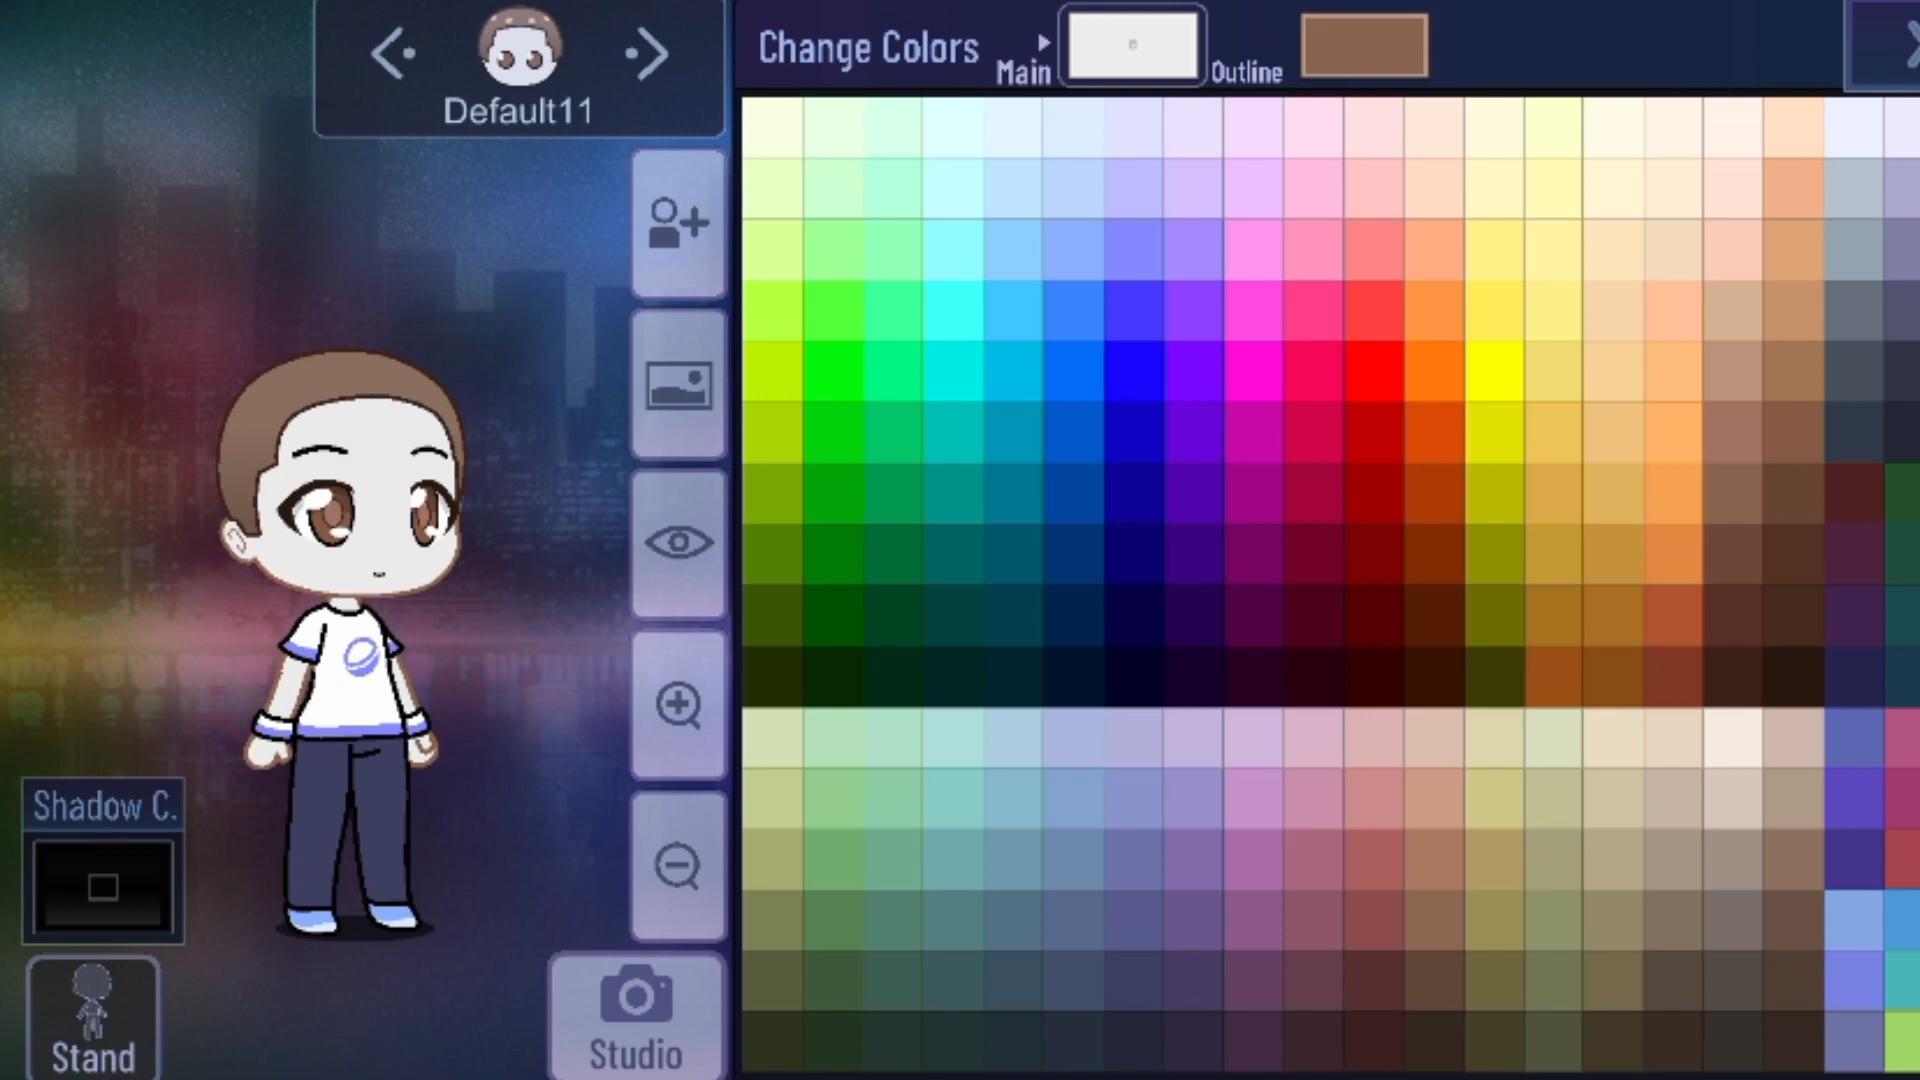 Default11
Change Colors
Main
Outline
Shadow C.
Stand
Studio